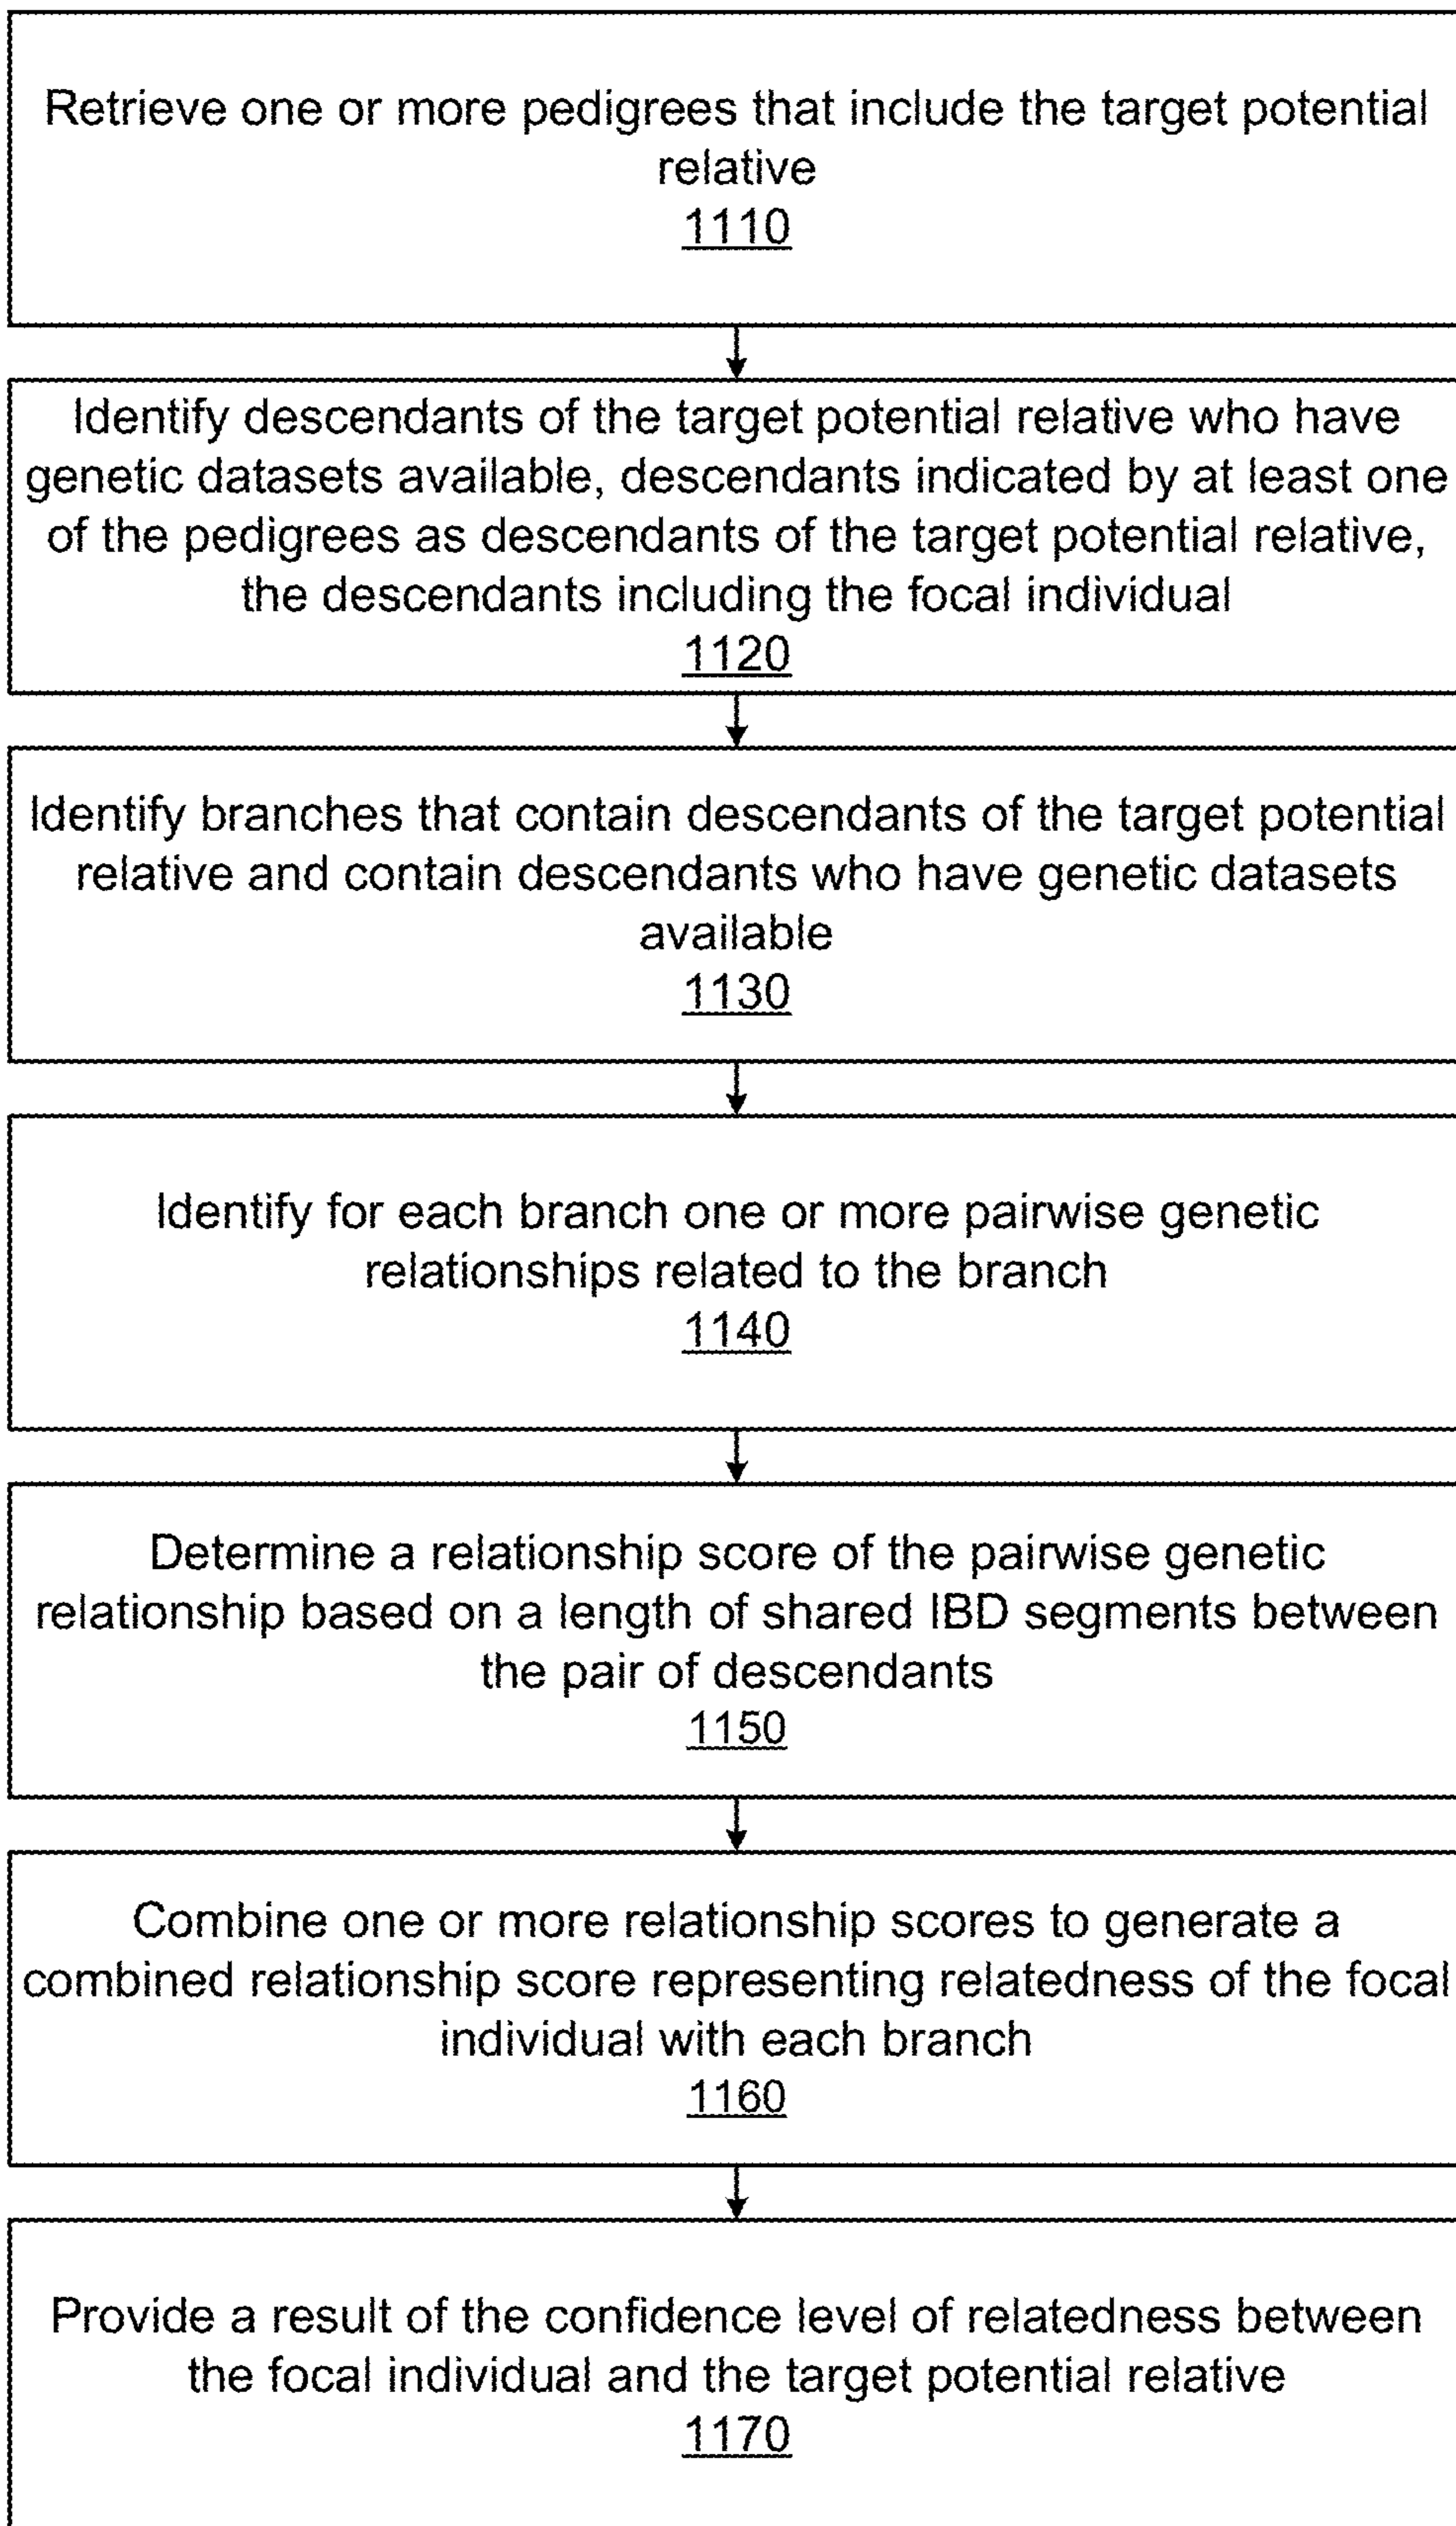 Retrieve one or more pedigrees that include the target potential
relative
1110
Identify descendants of the target potential relative who have
genetic datasets available, descendants indicated by at least one
of the pedigrees as descendants of the target potential relative,
the descendants including the focal individual
1120
Identify branches that contain descendants of the target potential
relative and contain descendants who have genetic datasets
available
1130
Identify for each branch one or more pairwise genetic
relationships related to the branch
1140
Determine a relationship score of the pairwise genetic
relationship based on a length of shared IBD segments between
the pair of descendants
1150
Combine one or more relationship scores to generate a
combined relationship score representing relatedness of the focal
individual with each branch
1160
Provide a result of the confidence level of relatedness between
the focal individual and the target potential relative
1170